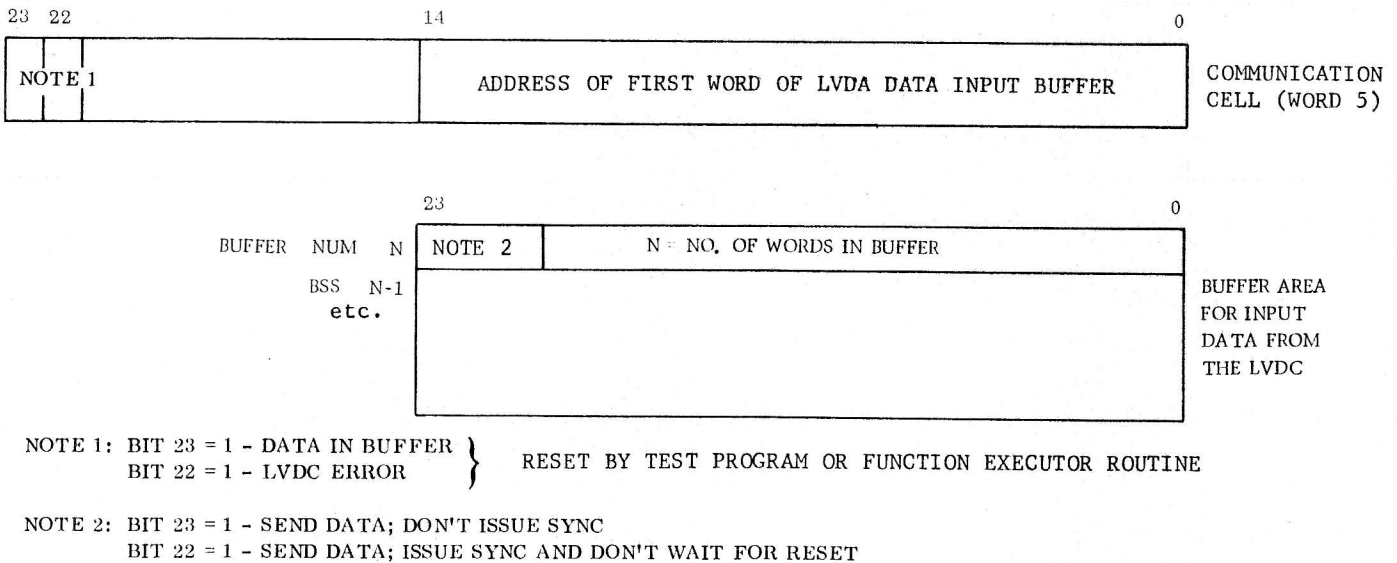 23 22 14 0
NOTE 1 ADDRESS OF FIRST WORD OF LVDA DATA INPUT BUFFER
COMMUNICATION
CELL (WORD 5)
23 0
BUFFER NUM N NOTE 2 N = NO. OF WORDS IN BUFFER
BSS N-1
etc.
BUFFER AREA
FOR INPUT
DATA FROM
THE LVDC
NOTE 1: BIT 23 = 1 - DATA IN BUFFER
BIT 22 = 1 - LVDC ERROR
} RESET BY TEST PROGRAM OR FUNCTION EXECUTOR ROUTINE
NOTE 2: BIT 23 = 1 - SEND DATA; DON'T ISSUE SYNC
BIT 22 = 1 - SEND DATA; ISSUE SYNC AND DON'T WAIT FOR RESET